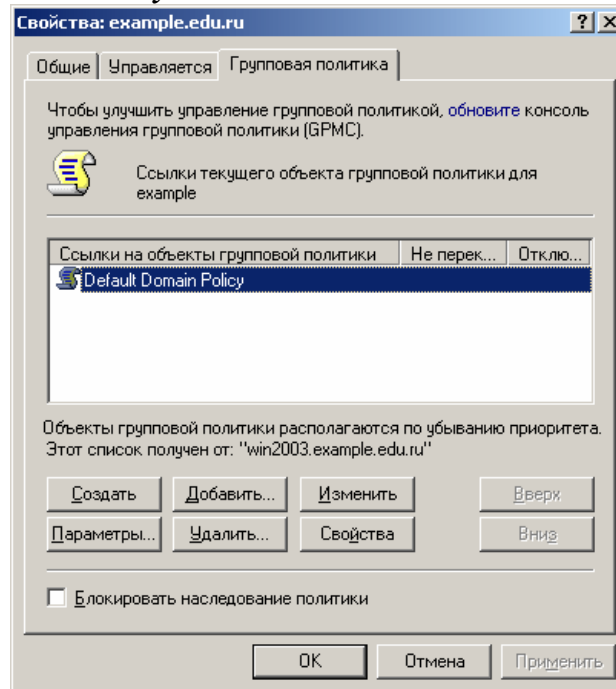 Свойства: example.edu.ru
Общие Управляется Групповая политика
Чтобы улучшить управление групповой политикой, обновите консоль
управления групповой политики (GPMC).
Ссылки текущего объекта групповой политики для
example
Ссылки на объекты групповой политики Не перек... Отклю...
Default Domain Policy
Объекты групповой политики располагаются по убыванию приоритета.
Этот список получен от: "win2003.example.edu.ru"
Создать Добавить... Изменить Вверх
Параметры... Удалить... Свойства Вниз
Блокировать наследование политики
OK Отмена Применить